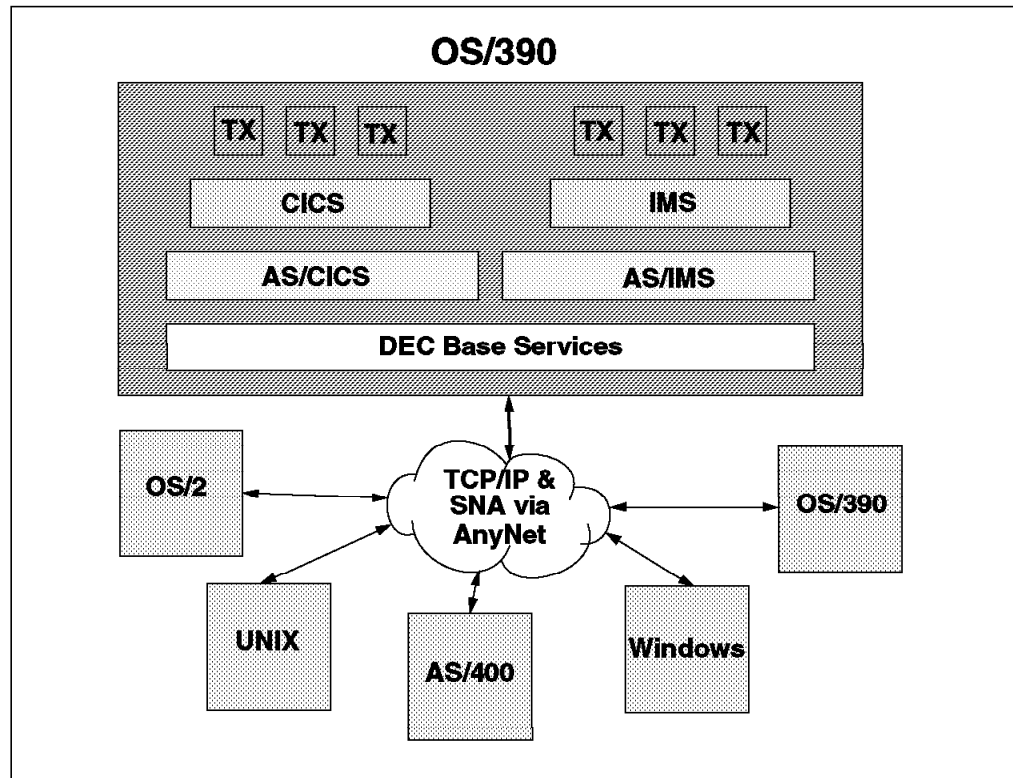 OS/390
TX TX TX TX TX TX
CICS IMS
AS/CICS AS/IMS
DEC Base Services
TCP/IP &
SNA via
AnyNet
OS/2
OS/390
UNIX
AS/400
Windows